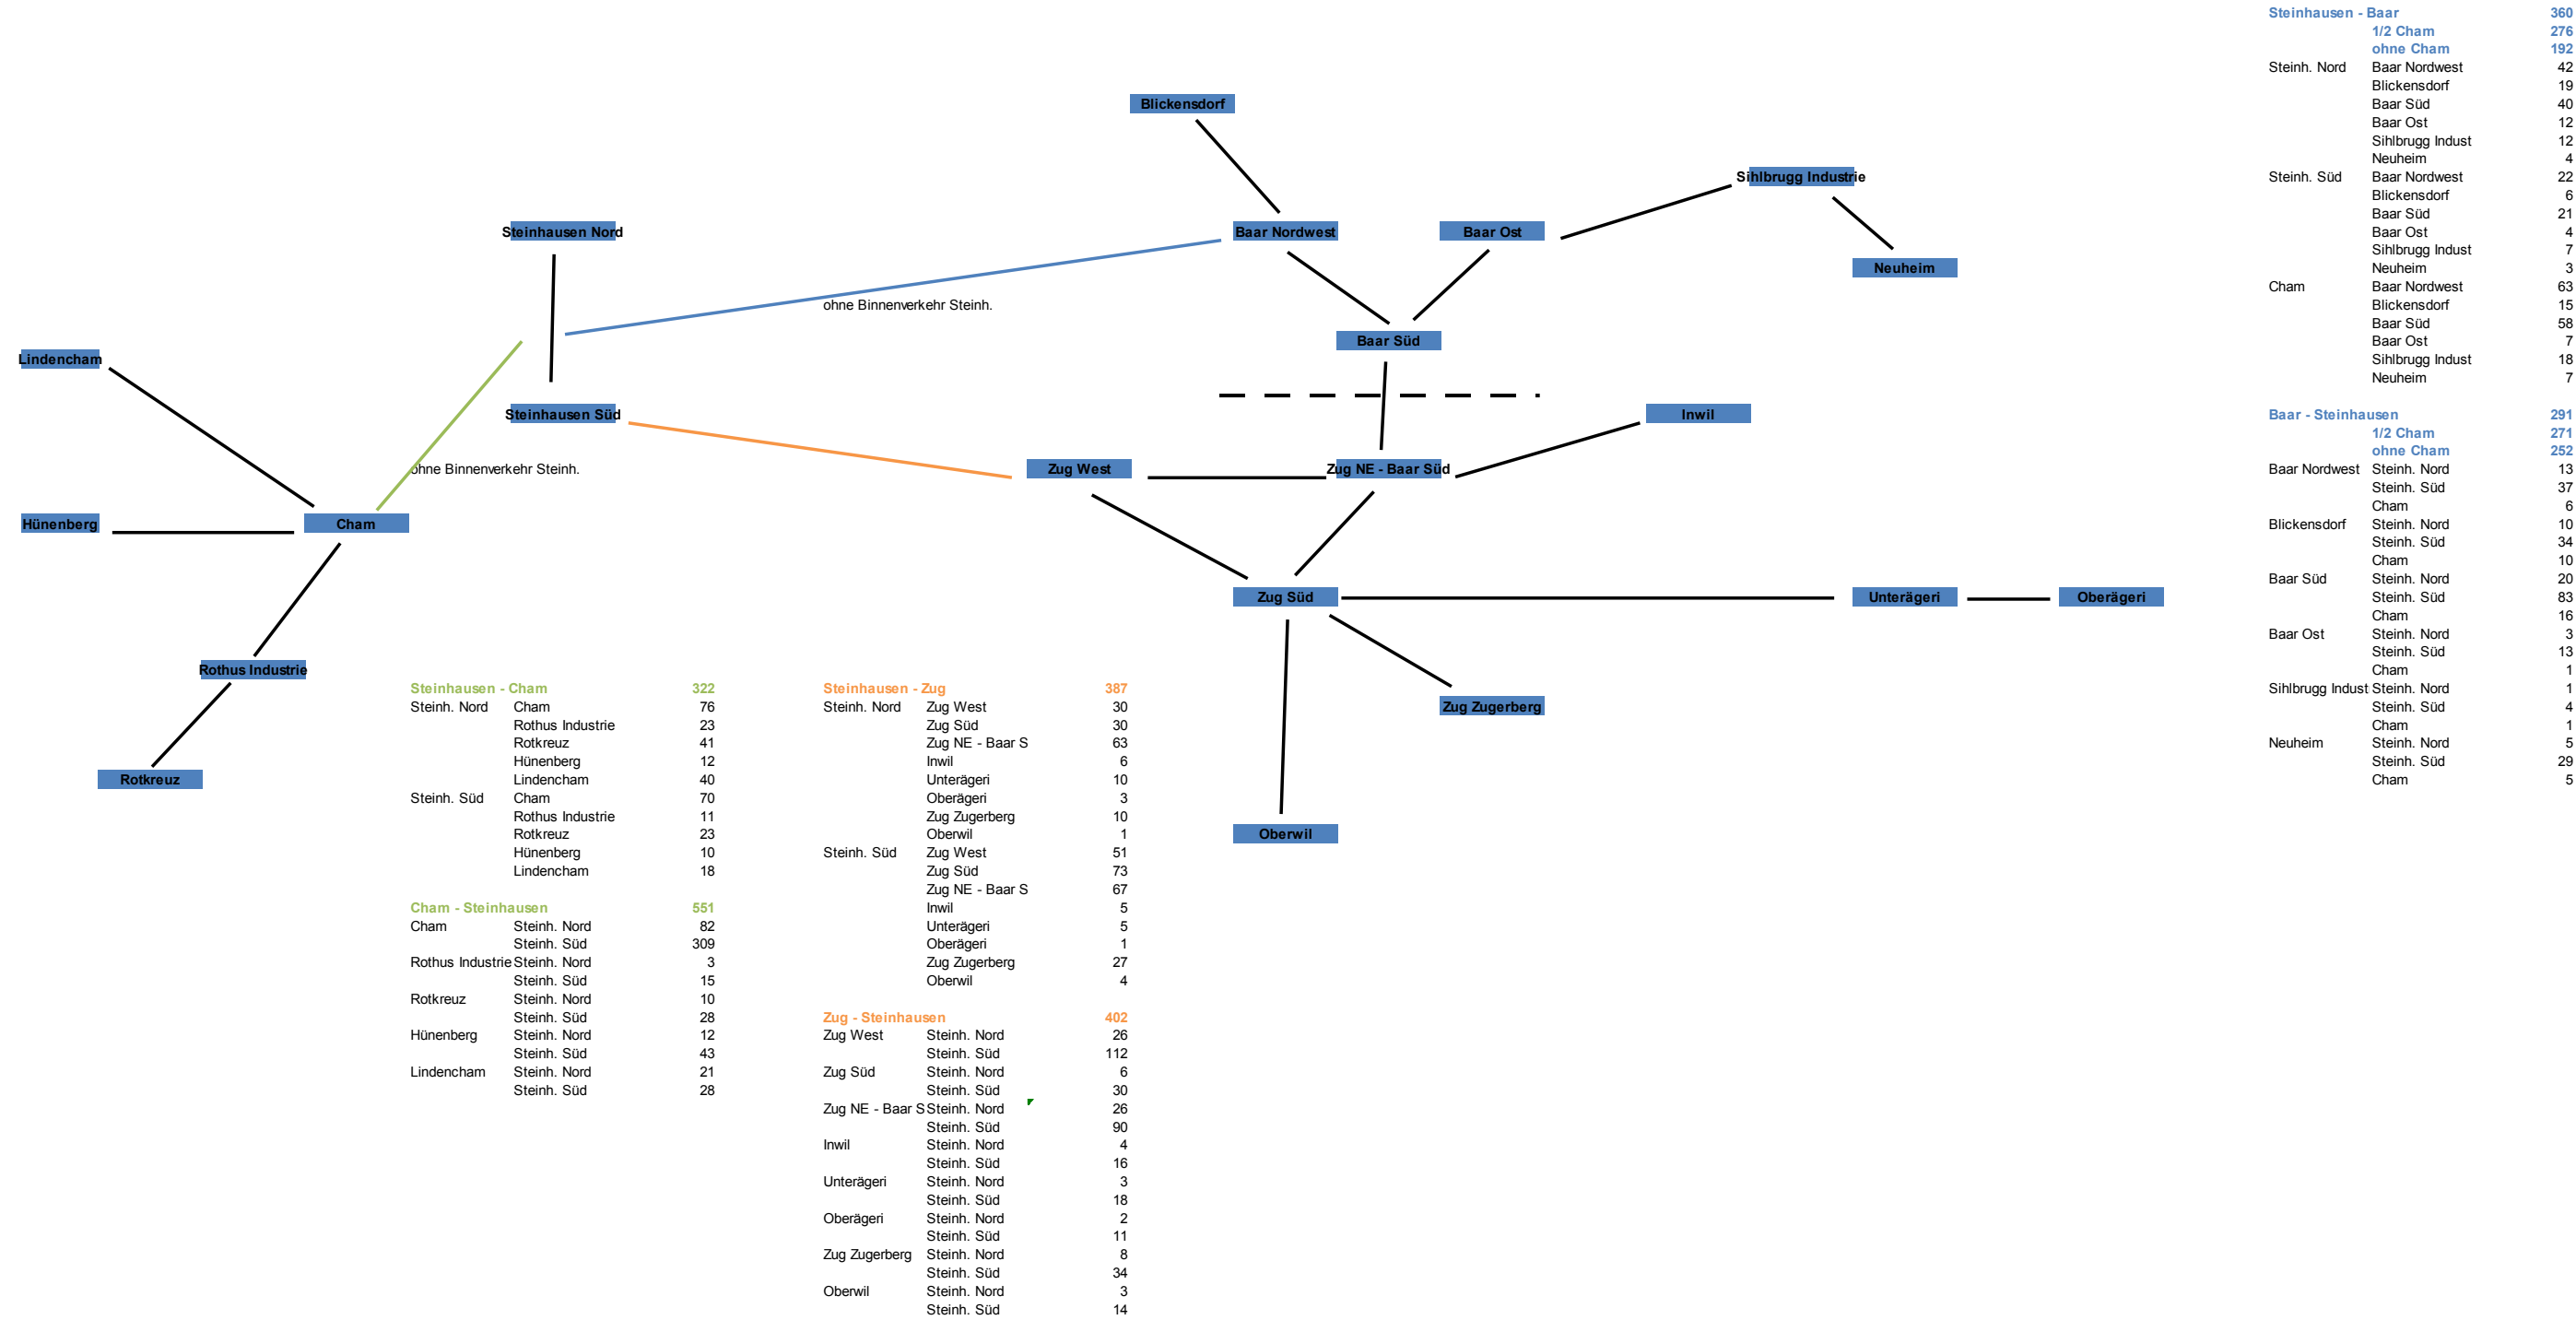 Steinhausen - Baar 360
1/2 Cham 276
ohne Cham 192
Steinh. Nord Baar Nordwest 42
Blickensdorf 19
Baar Süd 40
Baar Ost 12
Sihlbrugg Indust 12
Neuheim 4
Steinh. Süd Baar Nordwest 22
Blickensdorf 6
Baar Süd 21
Baar Ost 4
Sihlbrugg Indust 7
Neuheim 3
Cham Baar Nordwest 63
Blickensdorf 15
Baar Süd 58
Baar Ost 7
Sihlbrugg Indust 18
Neuheim 7
Baar - Steinhausen 291
1/2 Cham 271
ohne Cham 252
Baar Nordwest Steinh. Nord 13
Steinh. Süd 37
Cham 6
Blickensdorf Steinh. Nord 10
Steinh. Süd 34
Cham 10
Baar Süd Steinh. Nord 20
Steinh. Süd 83
Cham 16
Baar Ost Steinh. Nord 3
Steinh. Süd 13
Cham 1
Sihlbrugg Indust Steinh. Nord 1
Steinh. Süd 4
Cham 1
Neuheim Steinh. Nord 5
Steinh. Süd 29
Cham 5
Blickensdorf
Sihlbrugg Industrie
Steinhausen Nord
Baar Nordwest
Baar Ost
Neuheim
ohne Binnenverkehr Steinh.
Baar Süd
Lindencham
Steinhausen Süd
Inwil
ohne Binnenverkehr Steinh.
Zug West
Zug NE - Baar Süd
Hünenberg
Cham
Zug Süd
Unterägeri
Oberägeri
Rothus Industrie
Zug Zugerberg
Rotkreuz
Oberwil
Steinhausen - Cham 322
Steinh. Nord Cham 76
Rothus Industrie 23
Rotkreuz 41
Hünenberg 12
Lindencham 40
Steinh. Süd Cham 70
Rothus Industrie 11
Rotkreuz 23
Hünenberg 10
Lindencham 18
Cham - Steinhausen 551
Cham Steinh. Nord 82
Steinh. Süd 309
Rothus Industrie Steinh. Nord 3
Steinh. Süd 15
Rotkreuz Steinh. Nord 10
Steinh. Süd 28
Hünenberg Steinh. Nord 12
Steinh. Süd 43
Lindencham Steinh. Nord 21
Steinh. Süd 28
Steinhausen - Zug 387
Steinh. Nord Zug West 30
Zug Süd 30
Zug NE - Baar S 63
Inwil 6
Unterägeri 10
Oberägeri 3
Zug Zugerberg 10
Oberwil 1
Steinh. Süd Zug West 51
Zug Süd 73
Zug NE - Baar S 67
Inwil 5
Unterägeri 5
Oberägeri 1
Zug Zugerberg 27
Oberwil 4
Zug - Steinhausen 402
Zug West Steinh. Nord 26
Steinh. Süd 112
Zug Süd Steinh. Nord 6
Steinh. Süd 30
Zug NE - Baar S Steinh. Nord 26
Steinh. Süd 90
Inwil Steinh. Nord 4
Steinh. Süd 16
Unterägeri Steinh. Nord 3
Steinh. Süd 18
Oberägeri Steinh. Nord 2
Steinh. Süd 11
Zug Zugerberg Steinh. Nord 8
Steinh. Süd 34
Oberwil Steinh. Nord 3
Steinh. Süd 14